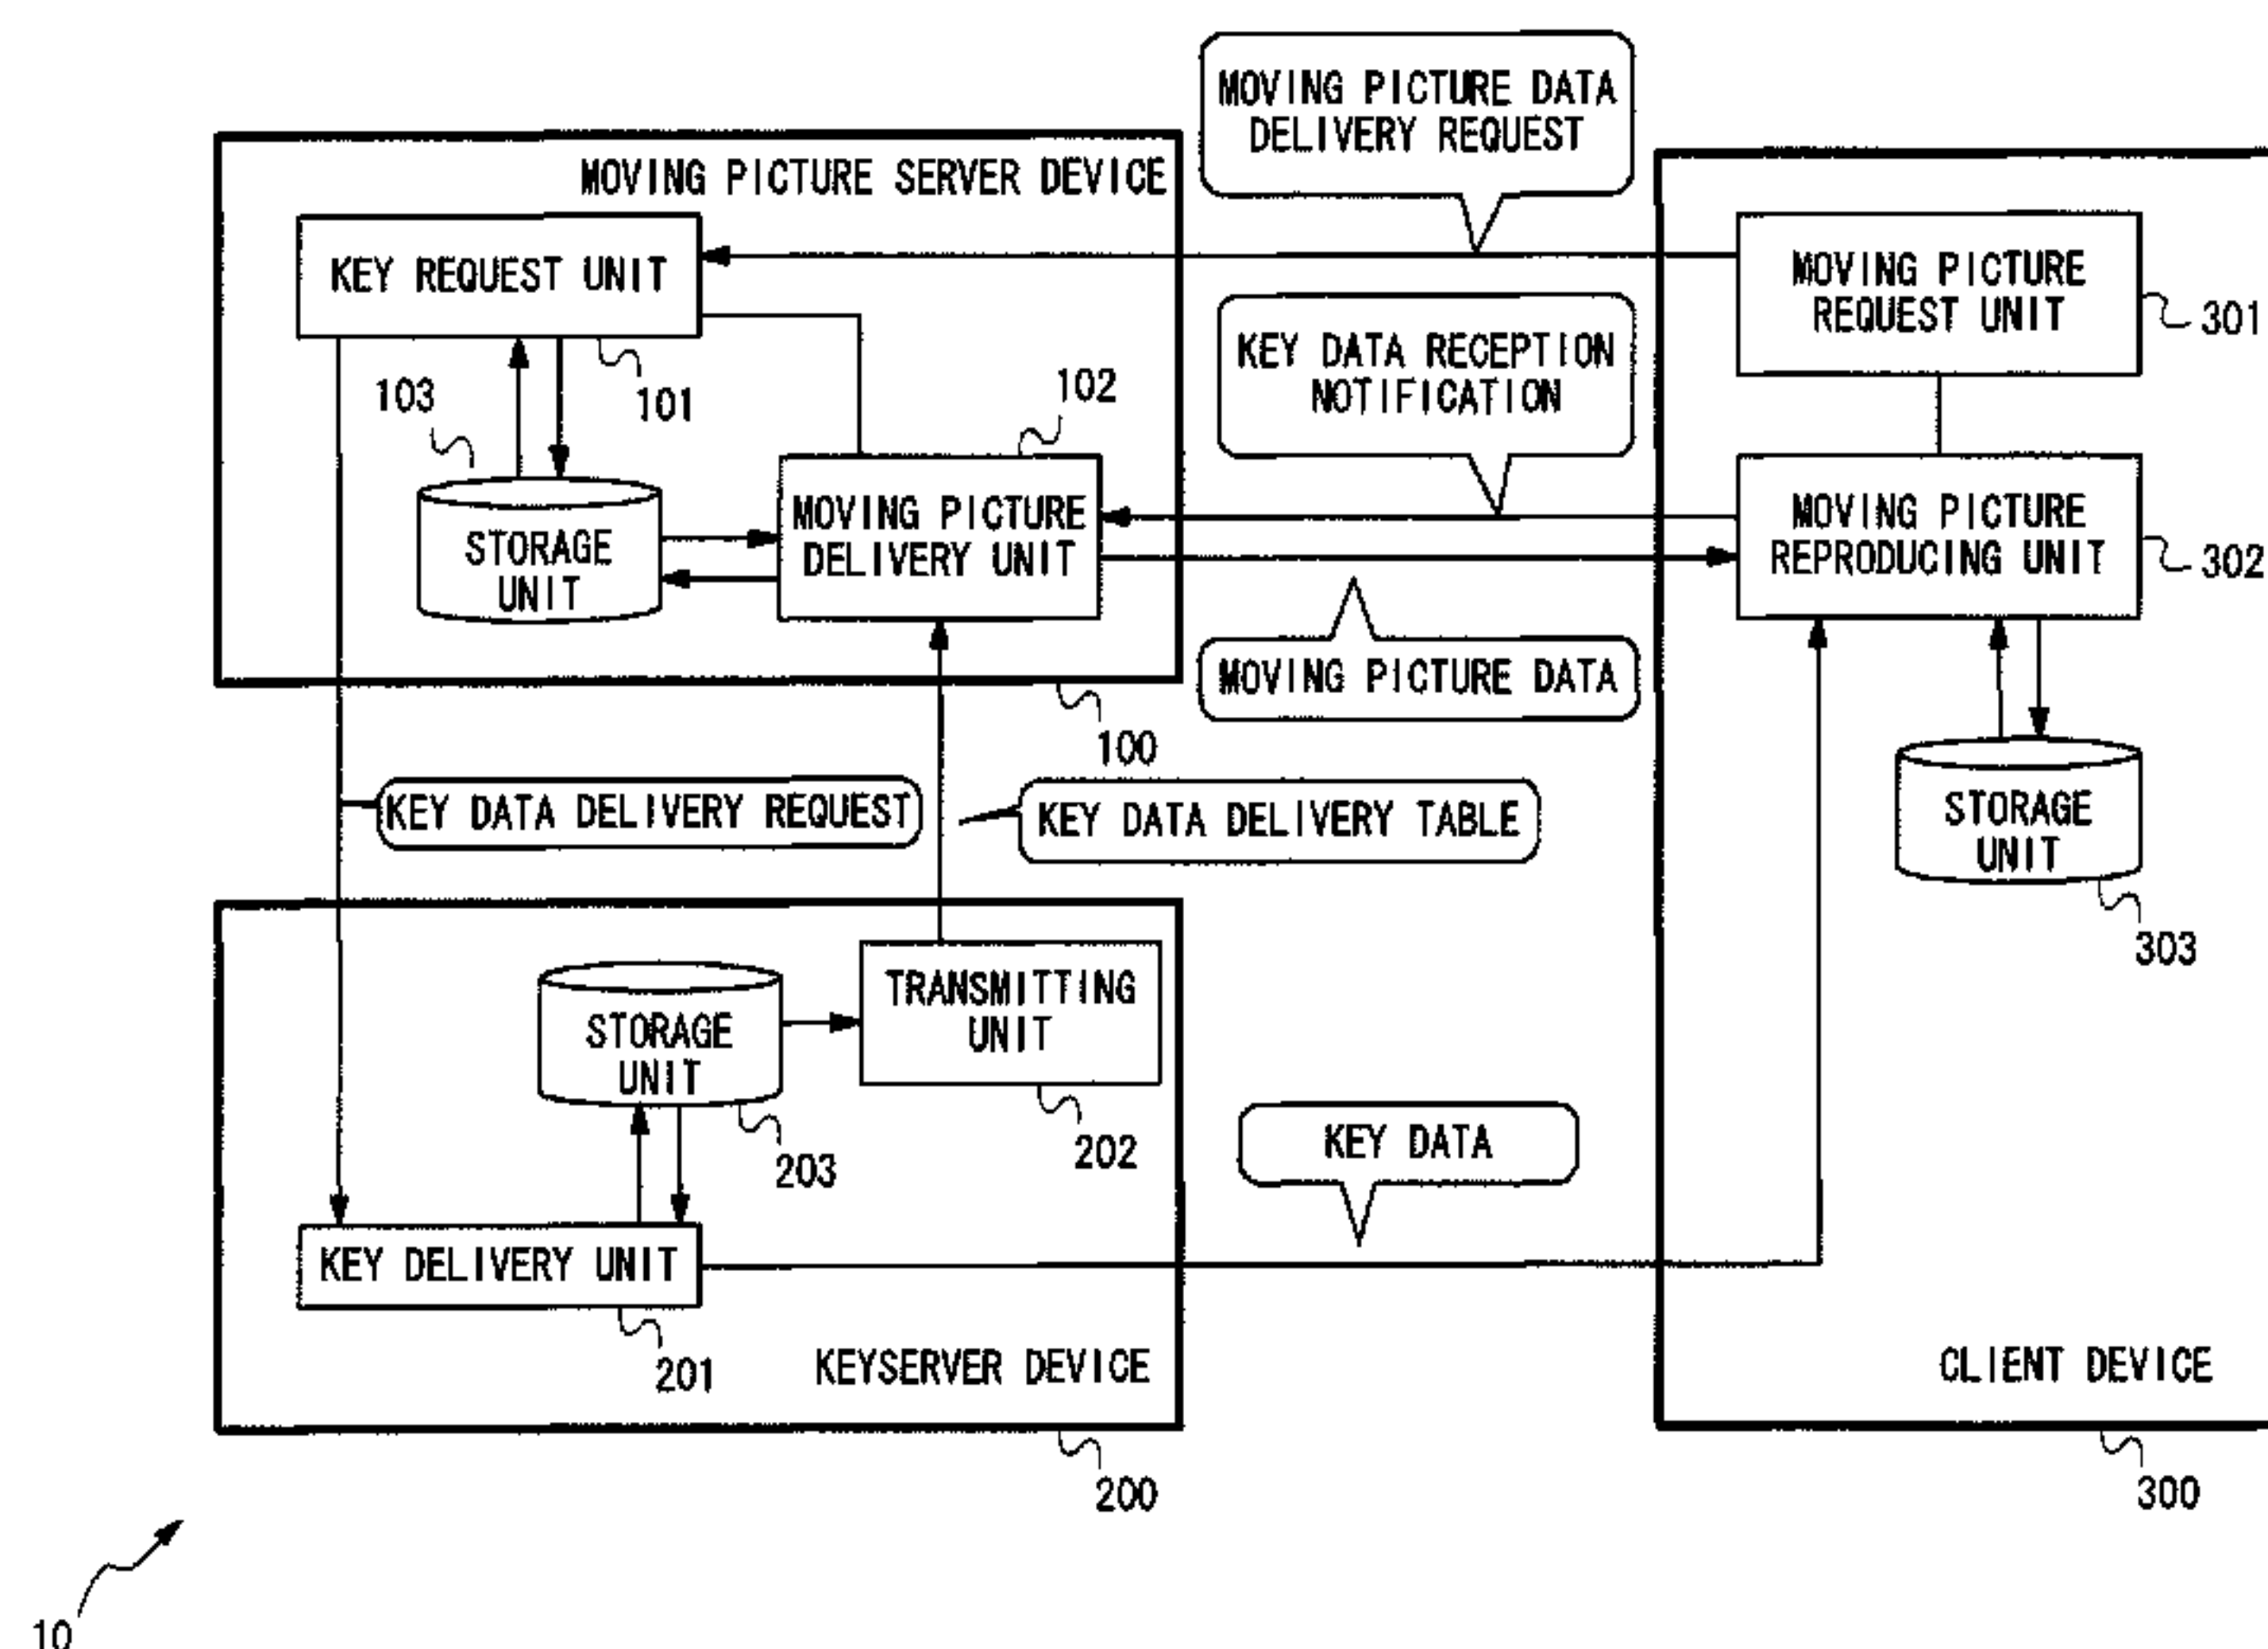 MOVING PICTURE DATA
DELIVERY REQUEST
MOVING PICTURE SERVER DEVICE
KEY REQUEST UNIT
MOVING PICTURE
REQUEST UNIT
301
KEY DATA RECEPTION
NOTIFICATION
103
101
102
STORAGE
UNIT
MOVING PICTURE
DELIVERY UNIT
MOVING PICTURE
REPRODUCING UNIT
302
MOVING PICTURE DATA
100
KEY DATA DELIVERY REQUEST
KEY DATA DELIVERY TABLE
STORAGE
UNIT
303
STORAGE
UNIT
TRANSMITTING
UNIT
203
202
KEY DATA
KEY DELIVERY UNIT
201
KEYSERVER DEVICE
CLIENT DEVICE
200
300
10